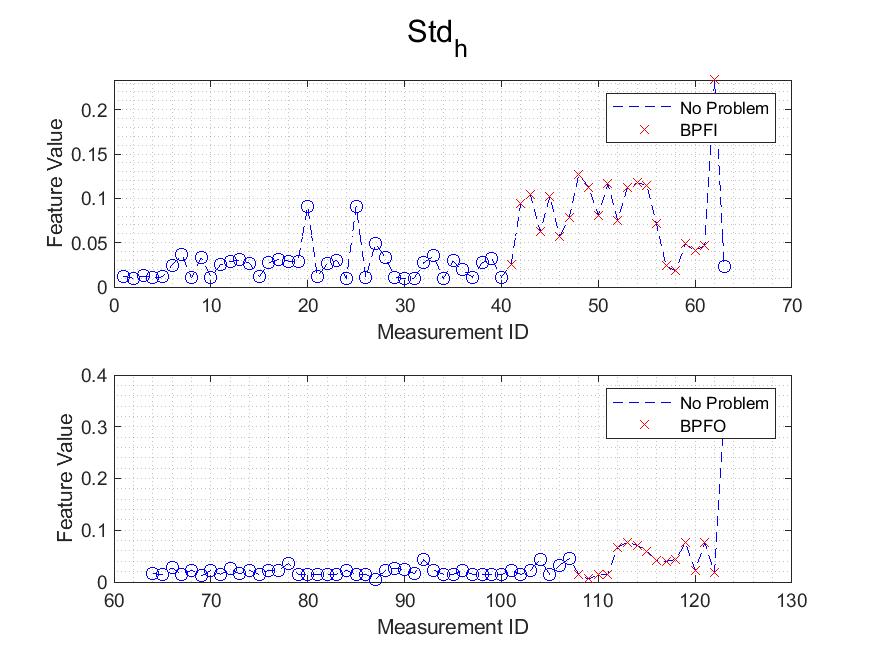 Std_h
0.2
0.15
0.1
0.05
0
Feature Value
No Problem
BPFI
0 10 20 30 40 50 60 70
Measurement ID
0.4
0.3
0.2
0.1
0
Feature Value
No Problem
BPFO
60 70 80 90 100 110 120 130
Measurement ID